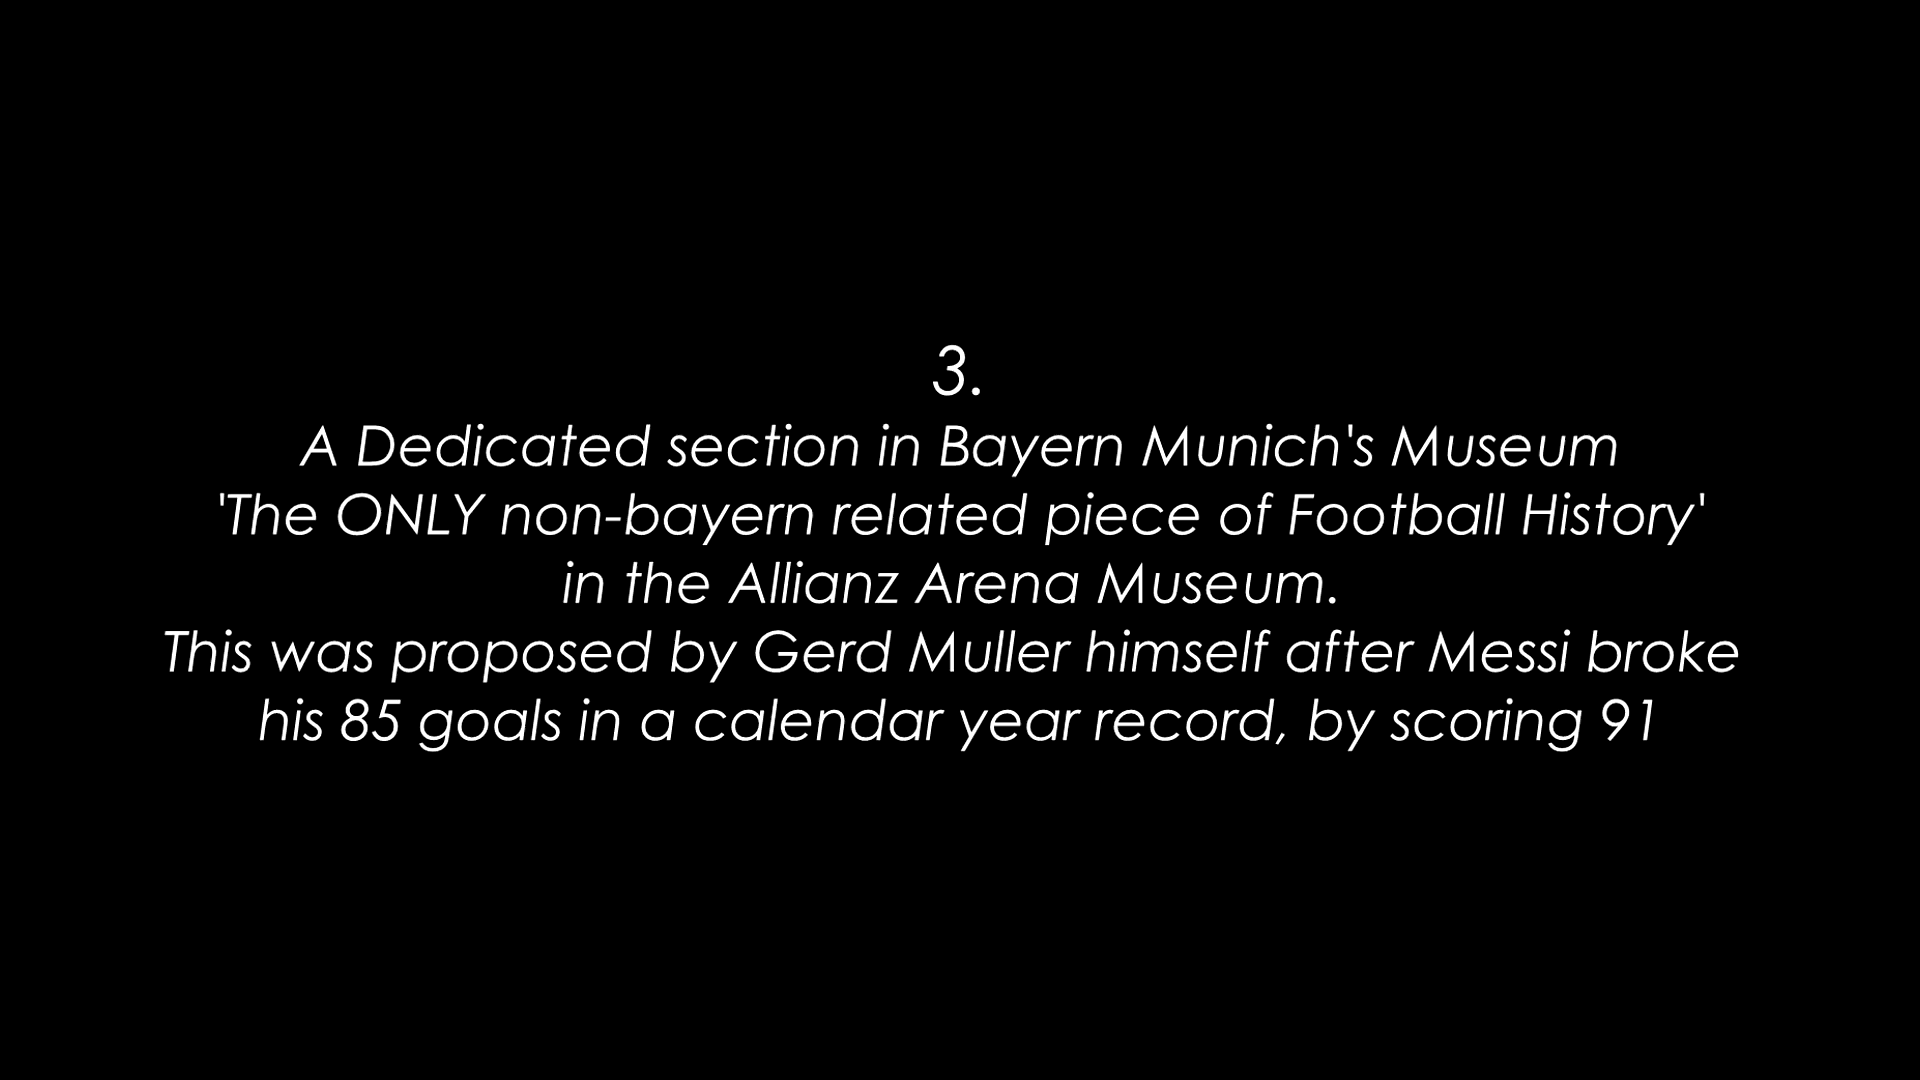 3.
A Dedicated section in Bayern Munich's Museum
'The ONLY non-bayern related piece of Football History'
in the Allianz Arena Museum.
This was proposed by Gerd Muller himself after Messi broke
his 85 goals in a calendar year record, by scoring 91